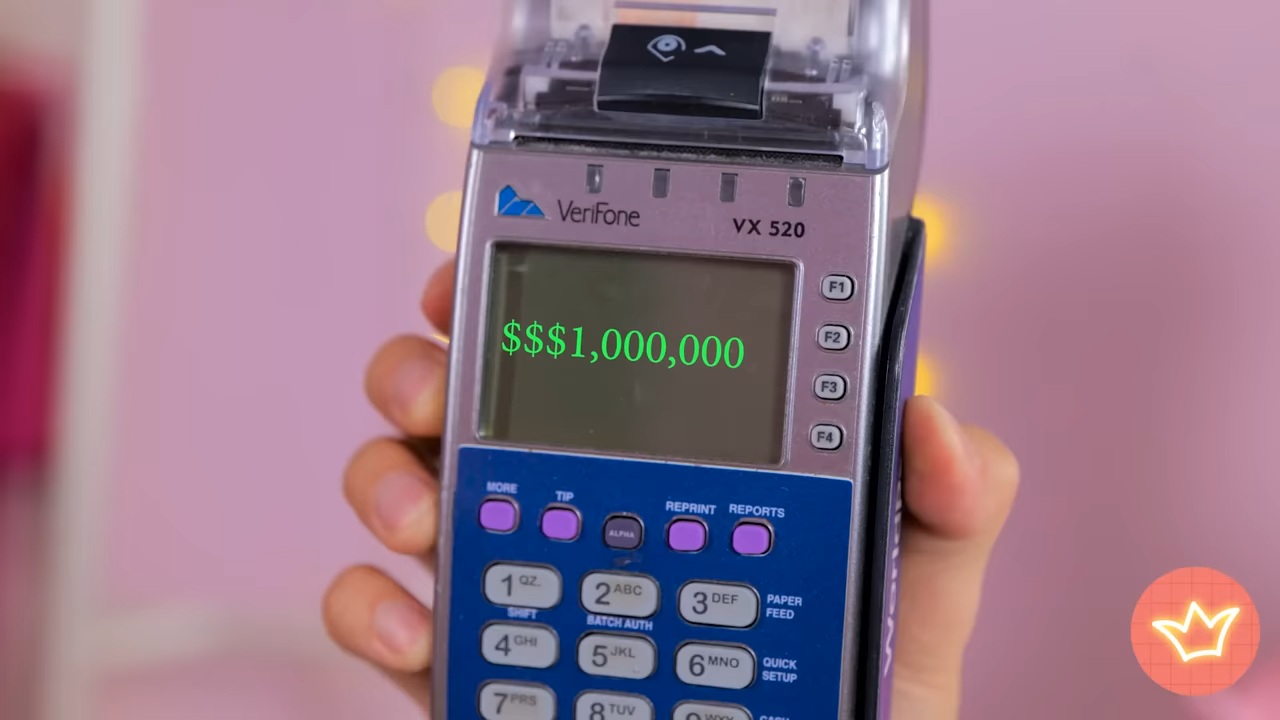 VeriFone
VX 520
F1
$$$1,000,000
F2
F3
F4
MORE
TIP
ALPHA
REPRINT
REPORTS
1 QZ.
2 ABC
3 DEF
PAPER
FEED
SHIFT
BATCH AUTH
4 GHI
5 JKL
6 MNO
QUICK
SETUP
7 PRS
8 TUV
9 WXY